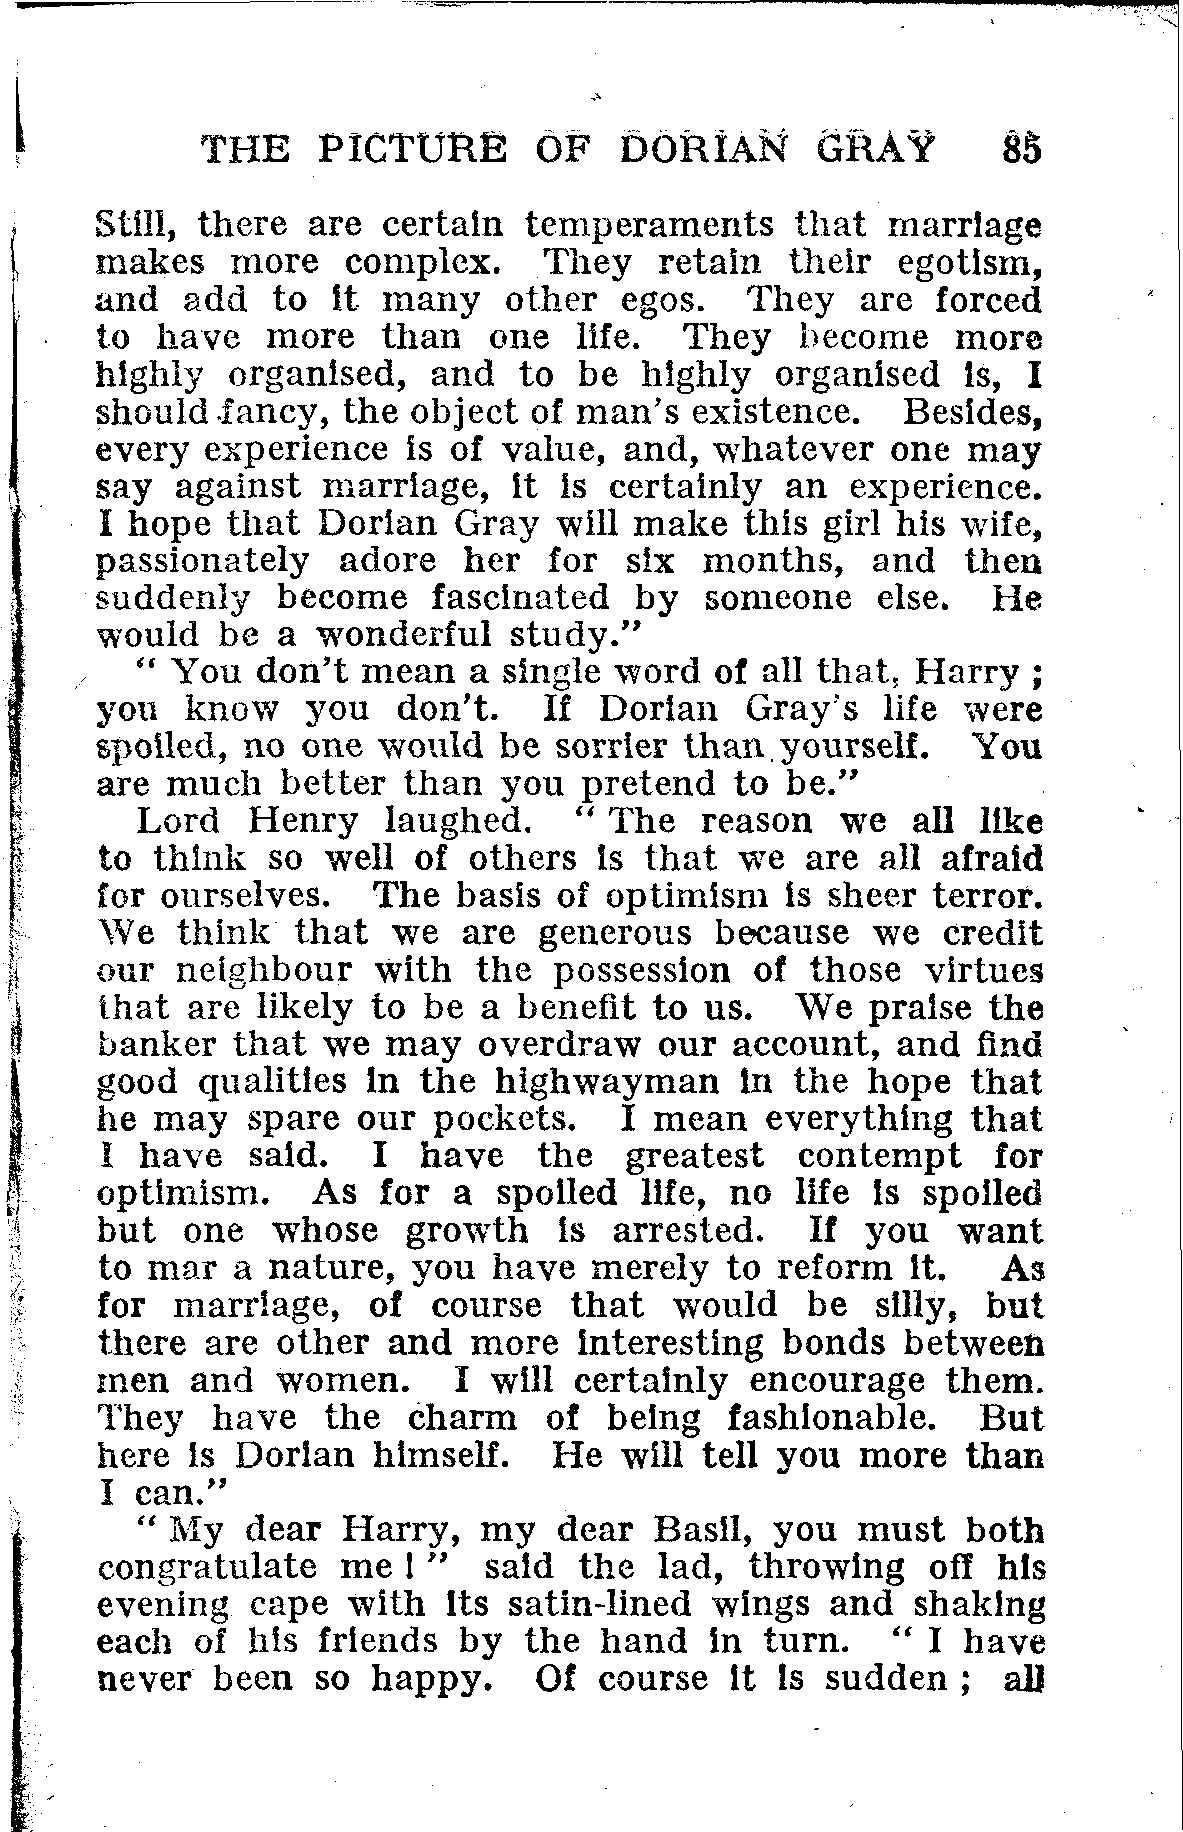 THE PICTURE OF DORIAN GRAY 85
Still, there are certain temperaments that marriage
makes more complex. They retain their egotism,
and add to it many other egos. They are forced
to have more than one life. They become more
highly organised, and to be highly organised is, I
should fancy, the object of man's existence. Besides,
every experience is of value, and, whatever one may
say against marriage, it is certainly an experience.
I hope that Dorian Gray will make this girl his wife,
passionately adore her for six months, and then
suddenly become fascinated by someone else. He
would be a wonderful study."
" You don't mean a single word of all that, Harry ;
you know you don't. If Dorian Gray's life were
spoiled, no one would be sorrier than yourself. You
are much better than you pretend to be."
Lord Henry laughed. " The reason we all like
to think so well of others is that we are all afraid
for ourselves. The basis of optimism is sheer terror.
We think that we are generous because we credit
our neighbour with the possession of those virtues
that are likely to be a benefit to us. We praise the
banker that we may overdraw our account, and find
good qualities in the highwayman in the hope that
he may spare our pockets. I mean everything that
I have said. I have the greatest contempt for
optimism. As for a spoiled life, no life is spoiled
but one whose growth is arrested. If you want
to mar a nature, you have merely to reform it. As
for marriage, of course that would be silly, but
there are other and more interesting bonds between
men and women. I will certainly encourage them.
They have the charm of being fashionable. But
here is Dorian himself. He will tell you more than
I can."
" My dear Harry, my dear Basil, you must both
congratulate me ! " said the lad, throwing off his
evening cape with its satin-lined wings and shaking
each of his friends by the hand in turn. " I have
never been so happy. Of course it is sudden ; all